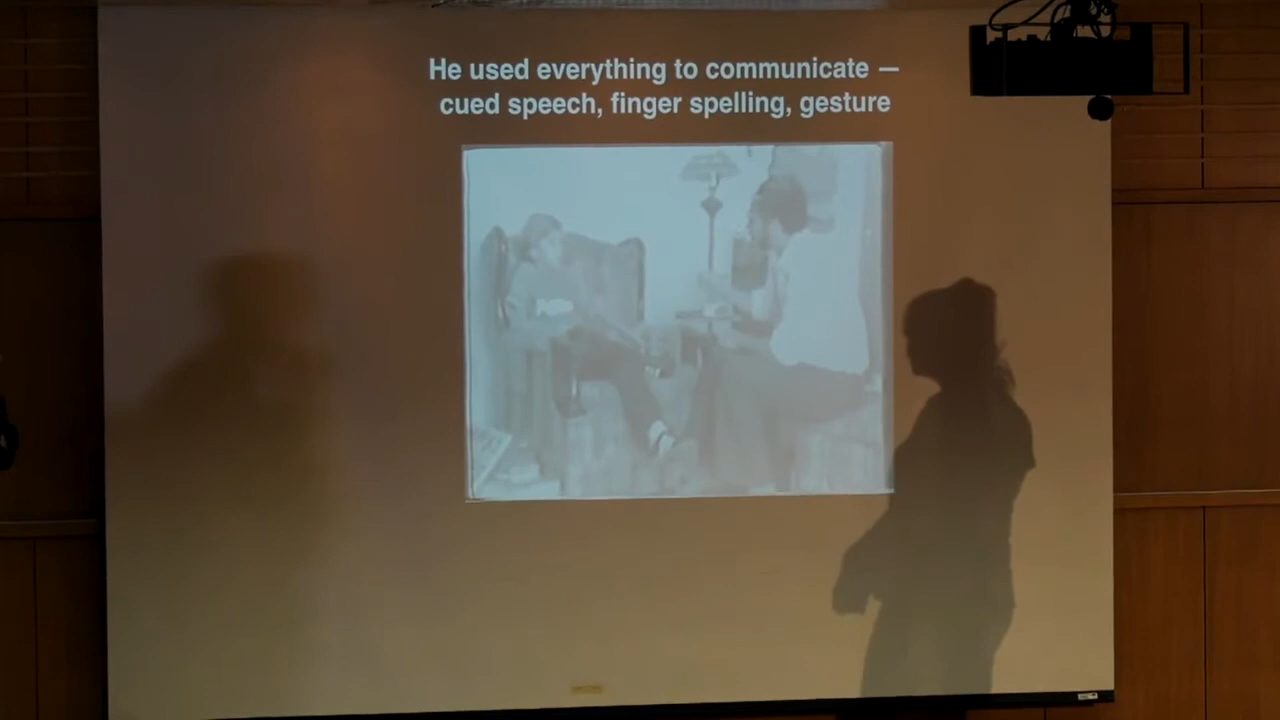 He used everything to communicate —
cued speech, finger spelling, gesture